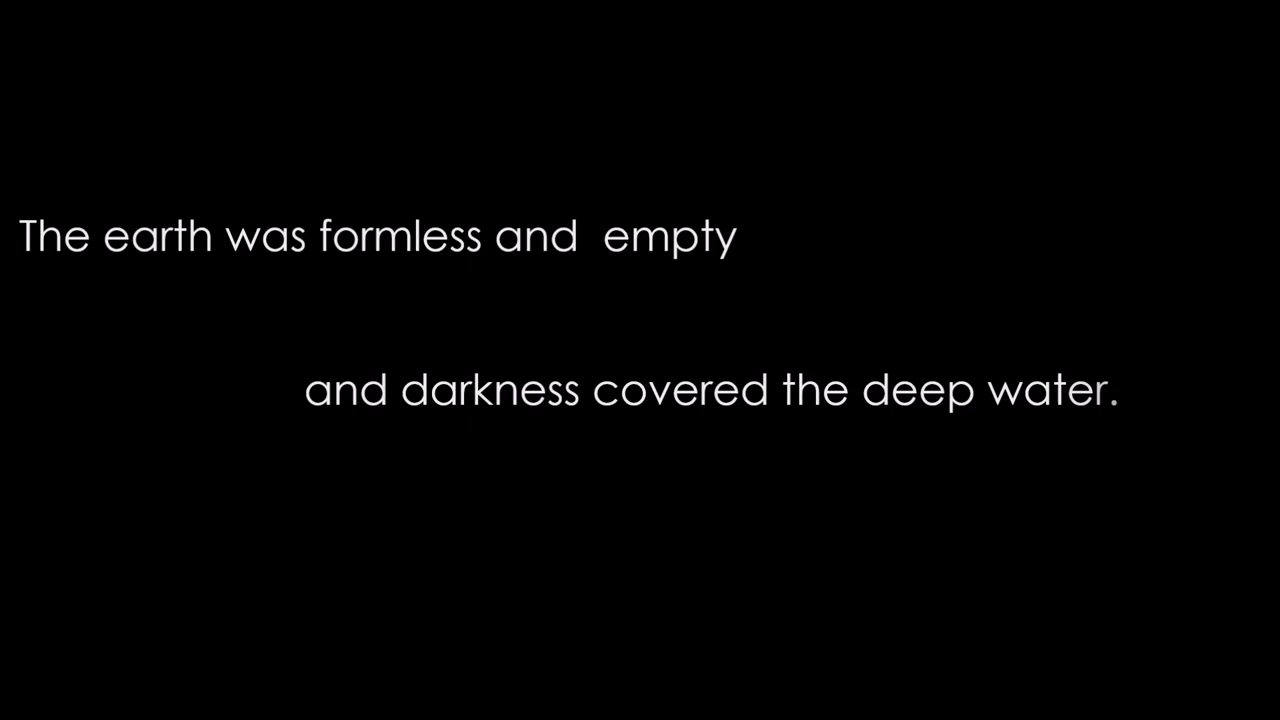 The earth was formless and  empty
and darkness covered the deep water.